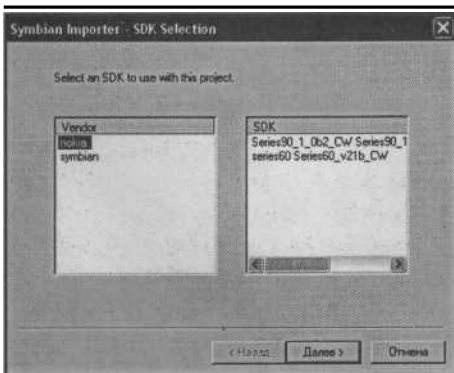 Symbian Importer - SDK Selection
Select an SDK to use with this project.
Vendor
nokia
symbian
SDK
Series90_1_0b2_CW Series90_1
series60 Series60_v21b_CW
< Назад
Далее >
Отмена